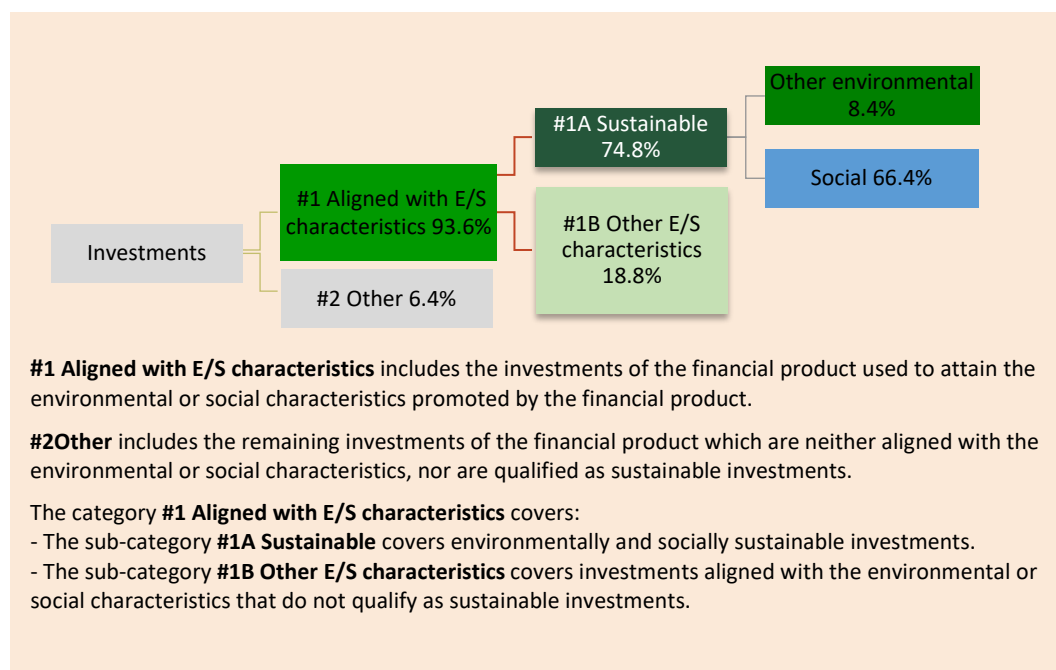 Other environmental
8.4%
#1A Sustainable
74.8%
Social 66.4%
#1 Aligned with E/S
characteristics 93.6%
#1B Other E/S
characteristics
18.8%
Investments
#2 Other 6.4%
#1 Aligned with E/S characteristics includes the investments of the financial product used to attain the
environmental or social characteristics promoted by the financial product.
#2Other includes the remaining investments of the financial product which are neither aligned with the
environmental or social characteristics, nor are qualified as sustainable investments.
The category #1 Aligned with E/S characteristics covers:
- The sub-category #1A Sustainable covers environmentally and socially sustainable investments.
- The sub-category #1B Other E/S characteristics covers investments aligned with the environmental or
social characteristics that do not qualify as sustainable investments.